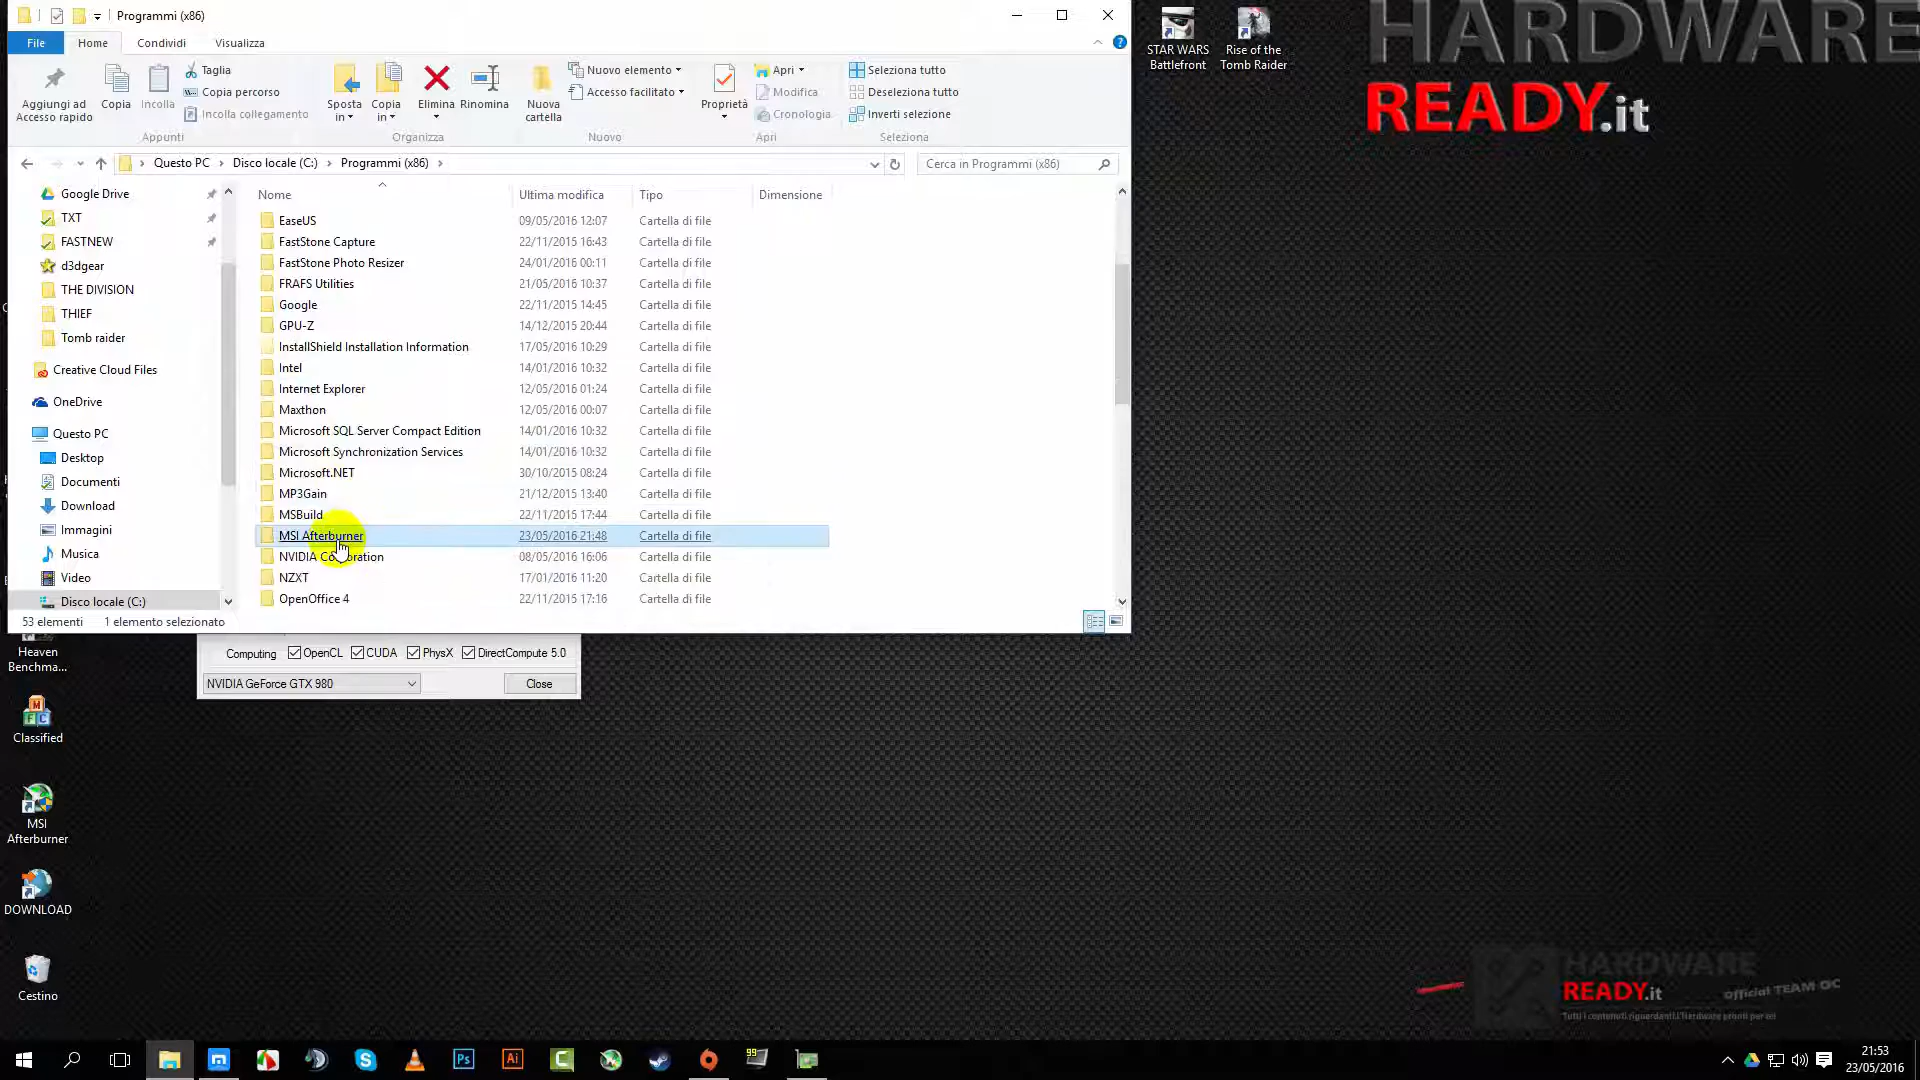 Programmi (x86)
File
Home
Condividi
Visualizza
Aggiungi ad
Accesso rapido
Copia
Incolla
Taglia
Copia percorso
Incolla collegamento
Appunti
Sposta
in
Copia
in
Elimina
Rinomina
Organizza
Nuova
cartella
Nuovo elemento
Accesso facilitato
Nuovo
Proprietà
Apri
Modifica
Cronologia
Apri
Seleziona tutto
Deseleziona tutto
Inverti selezione
Seleziona
Questo PC
Disco locale (C:)
Programmi (x86)
Cerca in Programmi (x86)
Google Drive
TXT
FASTNEW
d3dgear
THE DIVISION
THIEF
Tomb raider
Creative Cloud Files
OneDrive
Questo PC
Desktop
Documenti
Download
Immagini
Musica
Video
Disco locale (C:)
Nome Ultima modifica Tipo Dimensione
EaseUS 09/05/2016 12:07 Cartella di file
FastStone Capture 22/11/2015 16:43 Cartella di file
FastStone Photo Resizer 24/01/2016 00:11 Cartella di file
FRAFS Utilities 21/05/2016 10:37 Cartella di file
Google 22/11/2015 14:45 Cartella di file
GPU-Z 14/12/2015 20:44 Cartella di file
InstallShield Installation Information 17/05/2016 10:29 Cartella di file
Intel 14/01/2016 10:32 Cartella di file
Internet Explorer 12/05/2016 01:24 Cartella di file
Maxthon 12/05/2016 00:07 Cartella di file
Microsoft SQL Server Compact Edition 14/01/2016 10:32 Cartella di file
Microsoft Synchronization Services 14/01/2016 10:32 Cartella di file
Microsoft.NET 30/10/2015 08:24 Cartella di file
MP3Gain 21/12/2015 13:40 Cartella di file
MSBuild 22/11/2015 17:44 Cartella di file
MSI Afterburner 23/05/2016 21:48 Cartella di file
NVIDIA Corporation 08/05/2016 16:06 Cartella di file
NZXT 17/01/2016 11:20 Cartella di file
OpenOffice 4 22/11/2015 17:16 Cartella di file
53 elementi 1 elemento selezionato
Computing OpenCL CUDA PhysX DirectCompute 5.0
NVIDIA GeForce GTX 980
Close
STAR WARS
Battlefront
Rise of the
Tomb Raider
HARDWARE
READY.it
Heaven
Benchma...
Classified
MSI
Afterburner
DOWNLOAD
Cestino
HARDWARE
READY.it
official TEAM OC
Tutti i contenuti riguardanti l'Hardware pronti per te!
Ps
Ai
99
21:53
23/05/2016